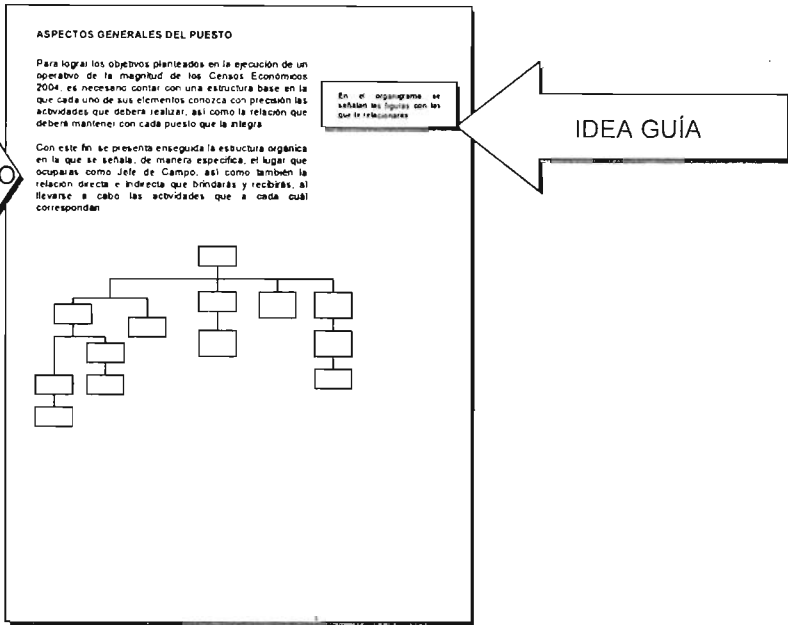 ASPECTOS GENERALES DEL PUESTO
Para lograr los objetivos planteados en la ejecución de un
operativo de la magnitud de los Censos Económicos
2004, es necesario contar con una estructura base en la
que cada uno de sus elementos conozca con precisión las
actividades que deberá realizar, así como la relación que
deberá mantener con cada puesto que la integra
Con este fin se presenta enseguida la estructura orgánica
en la que se señala, de manera específica, el lugar que
ocuparas como Jefe de Campo, así como también la
relación directa e indirecta que brindarás y recibirás, al
llevarse a cabo las actividades que a cada cuál
correspondan
En el organigrama se
señalan las figuras con las
que te relacionarás
IDEA GUÍA
O